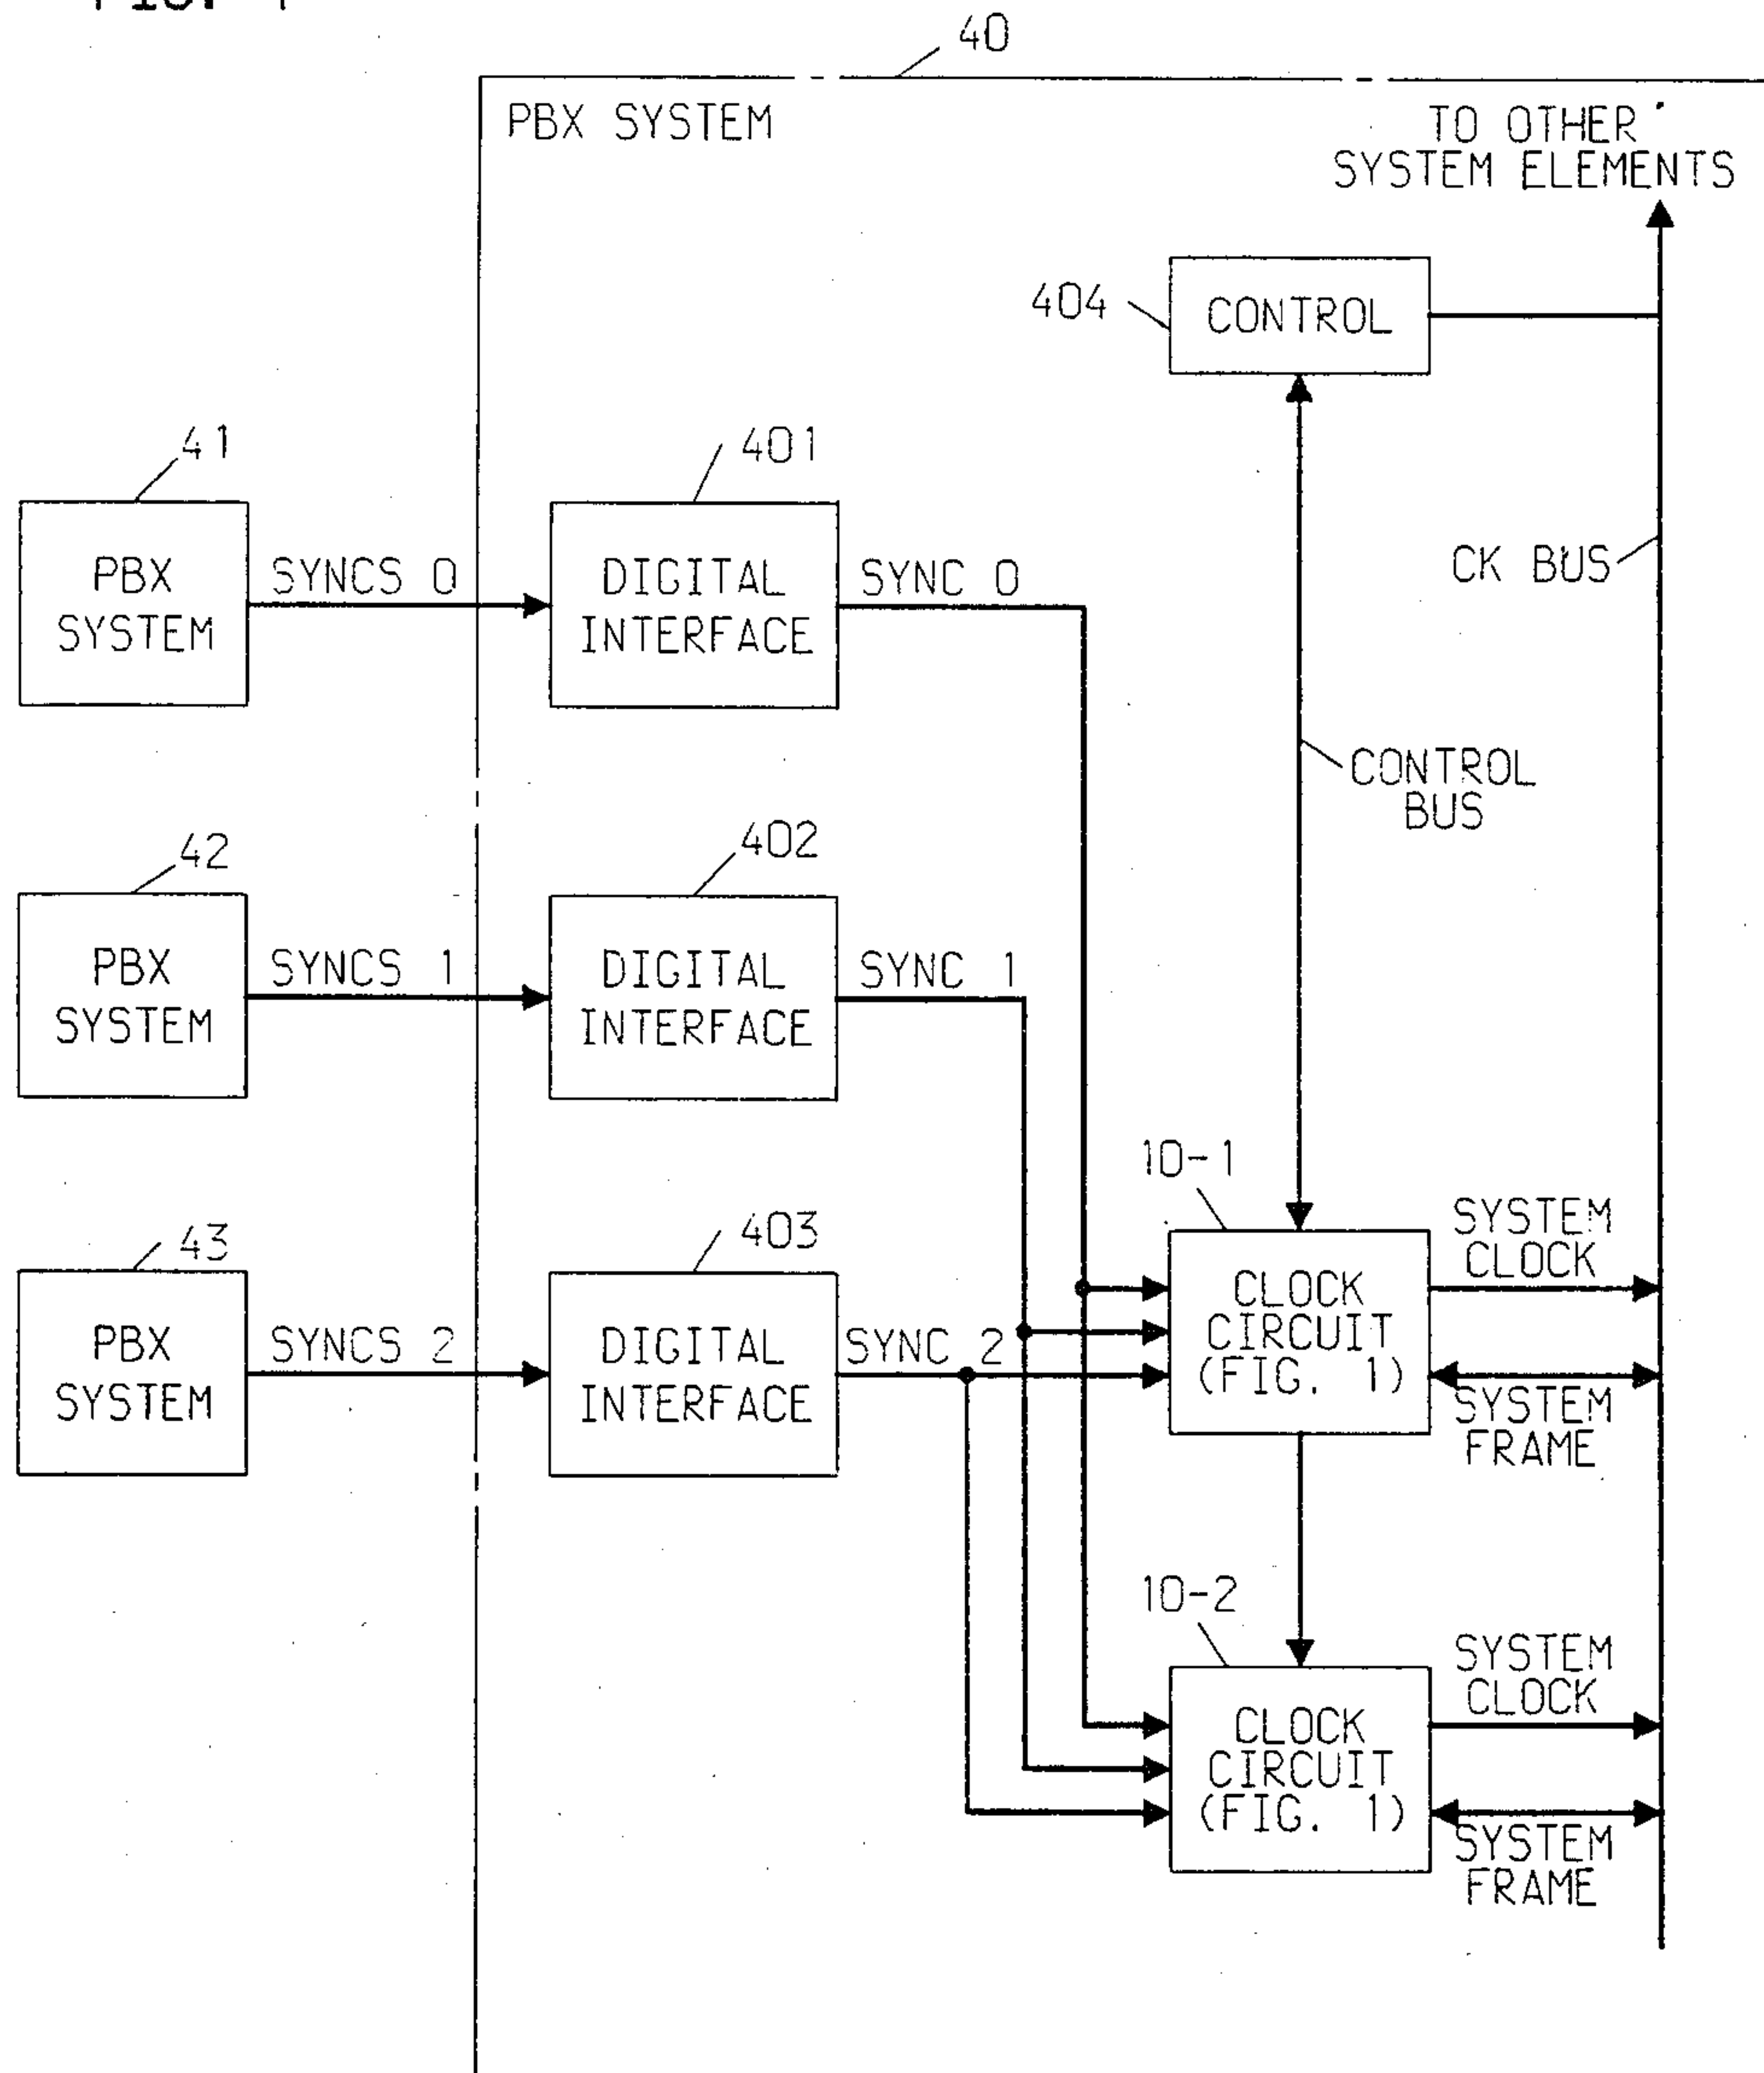 40
PBX SYSTEM
TO OTHER
SYSTEM ELEMENTS
404
CONTROL
41
401
PBX
SYSTEM
SYNCS 0
DIGITAL
INTERFACE
SYNC 0
CK BUS
CONTROL
BUS
42
402
PBX
SYSTEM
SYNCS 1
DIGITAL
INTERFACE
SYNC 1
10-1
43
403
PBX
SYSTEM
SYNCS 2
DIGITAL
INTERFACE
SYNC 2
CLOCK
CIRCUIT
(FIG. 1)
SYSTEM
CLOCK
SYSTEM
FRAME
10-2
CLOCK
CIRCUIT
(FIG. 1)
SYSTEM
CLOCK
SYSTEM
FRAME